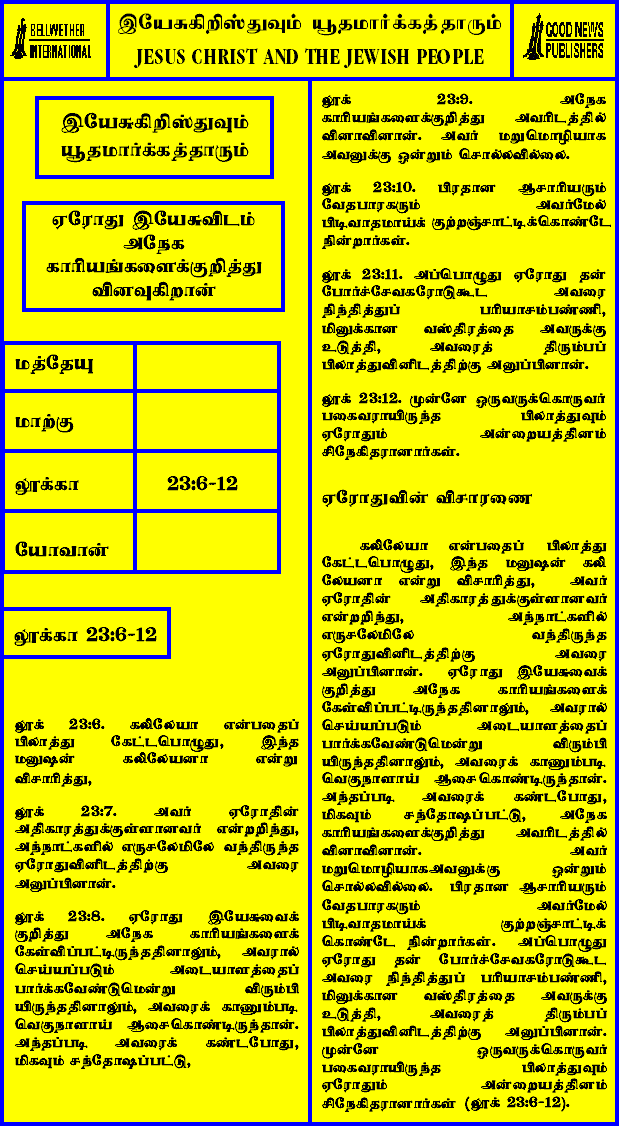 BELLWETHER
INTERNATIONAL
இயேசுகிறிஸ்துவும் யூதமார்க்கத்தாரும்
JESUS CHRIST AND THE JEWISH PEOPLE
GOOD NEWS
PUBLISHERS
இயேசுகிறிஸ்துவும்
யூதமார்க்கத்தாரும்
ஏரோது இயேசுவிடம்
அநேக
காரியங்களைக்குறித்து
வினவுகிறான்
மத்தேயு
மாற்கு
லூக்கா 23:6-12
யோவான்
லூக்கா 23:6-12
லூக் 23:6. கலிலேயா என்பதைப்
பிலாத்து கேட்டபொழுது, இந்த
மனுஷன் கலிலேயனா என்று
விசாரித்து,
லூக் 23:7. அவர் ஏரோதின்
அதிகாரத்துக்குள்ளானவர் என்றறிந்து,
அந்நாட்களில் எருசலேமிலே வந்திருந்த
ஏரோதுவினிடத்திற்கு அவரை
அனுப்பினான்.
லூக் 23:8. ஏரோது இயேசுவைக்
குறித்து அநேக காரியங்களைக்
கேள்விப்பட்டிருந்ததினாலும், அவரால்
செய்யப்படும் அடையாளத்தைப்
பார்க்கவேண்டுமென்று விரும்பி
யிருந்ததினாலும், அவரைக் காணும்படி
வெகுநாளாய் ஆசைகொண்டிருந்தான்.
அந்தப்படி அவரைக் கண்டபோது,
மிகவும் சந்தோஷப்பட்டு,
லூக் 23:9. அநேக
காரியங்களைக்குறித்து அவரிடத்தில்
வினாவினான். அவர் மறுமொழியாக
அவனுக்கு ஒன்றும் சொல்லவில்லை.
லூக் 23:10. பிரதான ஆசாரியரும்
வேதபாரகரும் அவர்மேல்
பிடிவாதமாய்க் குற்றஞ்சாட்டிக்கொண்டே
நின்றார்கள்.
லூக் 23:11. அப்பொழுது ஏரோது தன்
போர்ச்சேவகரோடுகூட அவரை
நிந்தித்துப் பரியாசம்பண்ணி,
மினுக்கான வஸ்திரத்தை அவருக்கு
உடுத்தி, அவரைத் திரும்பப்
பிலாத்துவினிடத்திற்கு அனுப்பினான்.
லூக் 23:12. முன்னே ஒருவருக்கொருவர்
பகைவராயிருந்த பிலாத்துவும்
ஏரோதும் அன்றையத்தினம்
சிநேகிதரானார்கள்.
ஏரோதுவின் விசாரணை
கலிலேயா என்பதைப் பிலாத்து
கேட்டபொழுது, இந்த மனுஷன் கலி
லேயனா என்று விசாரித்து, அவர்
ஏரோதின் அதிகாரத்துக்குள்ளானவர்
என்றறிந்து, அந்நாட்களில்
எருசலேமிலே வந்திருந்த
ஏரோதுவினிடத்திற்கு அவரை
அனுப்பினான். ஏரோது இயேசுவைக்
குறித்து அநேக காரியங்களைக்
கேள்விப்பட்டிருந்ததினாலும், அவரால்
செய்யப்படும் அடையாளத்தைப்
பார்க்கவேண்டுமென்று விரும்பி
யிருந்ததினாலும், அவரைக் காணும்படி
வெகுநாளாய் ஆசைகொண்டிருந்தான்.
அந்தப்படி அவரைக் கண்டபோது,
மிகவும் சந்தோஷப்பட்டு, அநேக
காரியங்களைக்குறித்து அவரிடத்தில்
வினாவினான். அவர்
மறுமொழியாகஅவனுக்கு ஒன்றும்
சொல்லவில்லை. பிரதான ஆசாரியரும்
வேதபாரகரும் அவர்மேல்
பிடிவாதமாய்க் குற்றஞ்சாட்டிக்
கொண்டே நின்றார்கள். அப்பொழுது
ஏரோது தன் போர்ச்சேவகரோடுகூட
அவரை நிந்தித்துப் பரியாசம்பண்ணி,
மினுக்கான வஸ்திரத்தை அவருக்கு
உடுத்தி, அவரைத் திரும்பப்
பிலாத்துவினிடத்திற்கு அனுப்பினான்.
முன்னே ஒருவருக்கொருவர்
பகைவராயிருந்த பிலாத்துவும்
ஏரோதும் அன்றையத்தினம்
சிநேகிதரானார்கள் (லூக் 23:6-12).